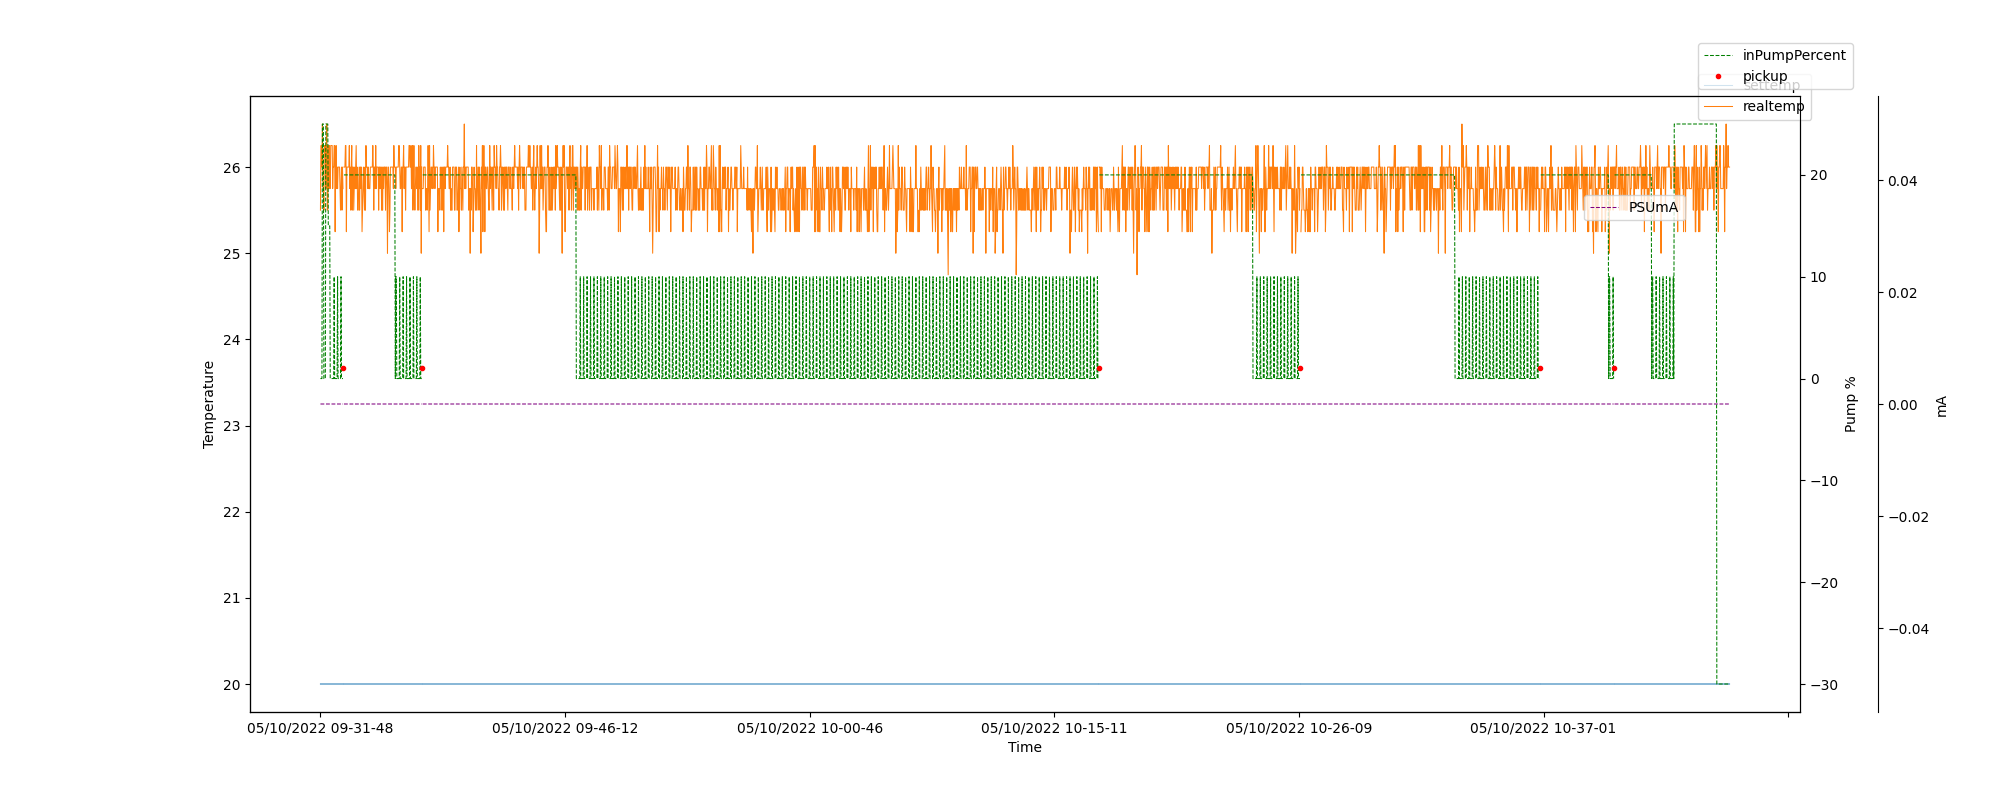 inPumpPercent
pickup
settemp
realtemp
PSUmA
26
25
24
23
22
21
20
Temperature
20
10
0
−10
−20
−30
Pump %
0.04
0.02
0.00
−0.02
−0.04
mA
05/10/2022 09-31-48
05/10/2022 09-46-12
05/10/2022 10-00-46
05/10/2022 10-15-11
05/10/2022 10-26-09
05/10/2022 10-37-01
Time